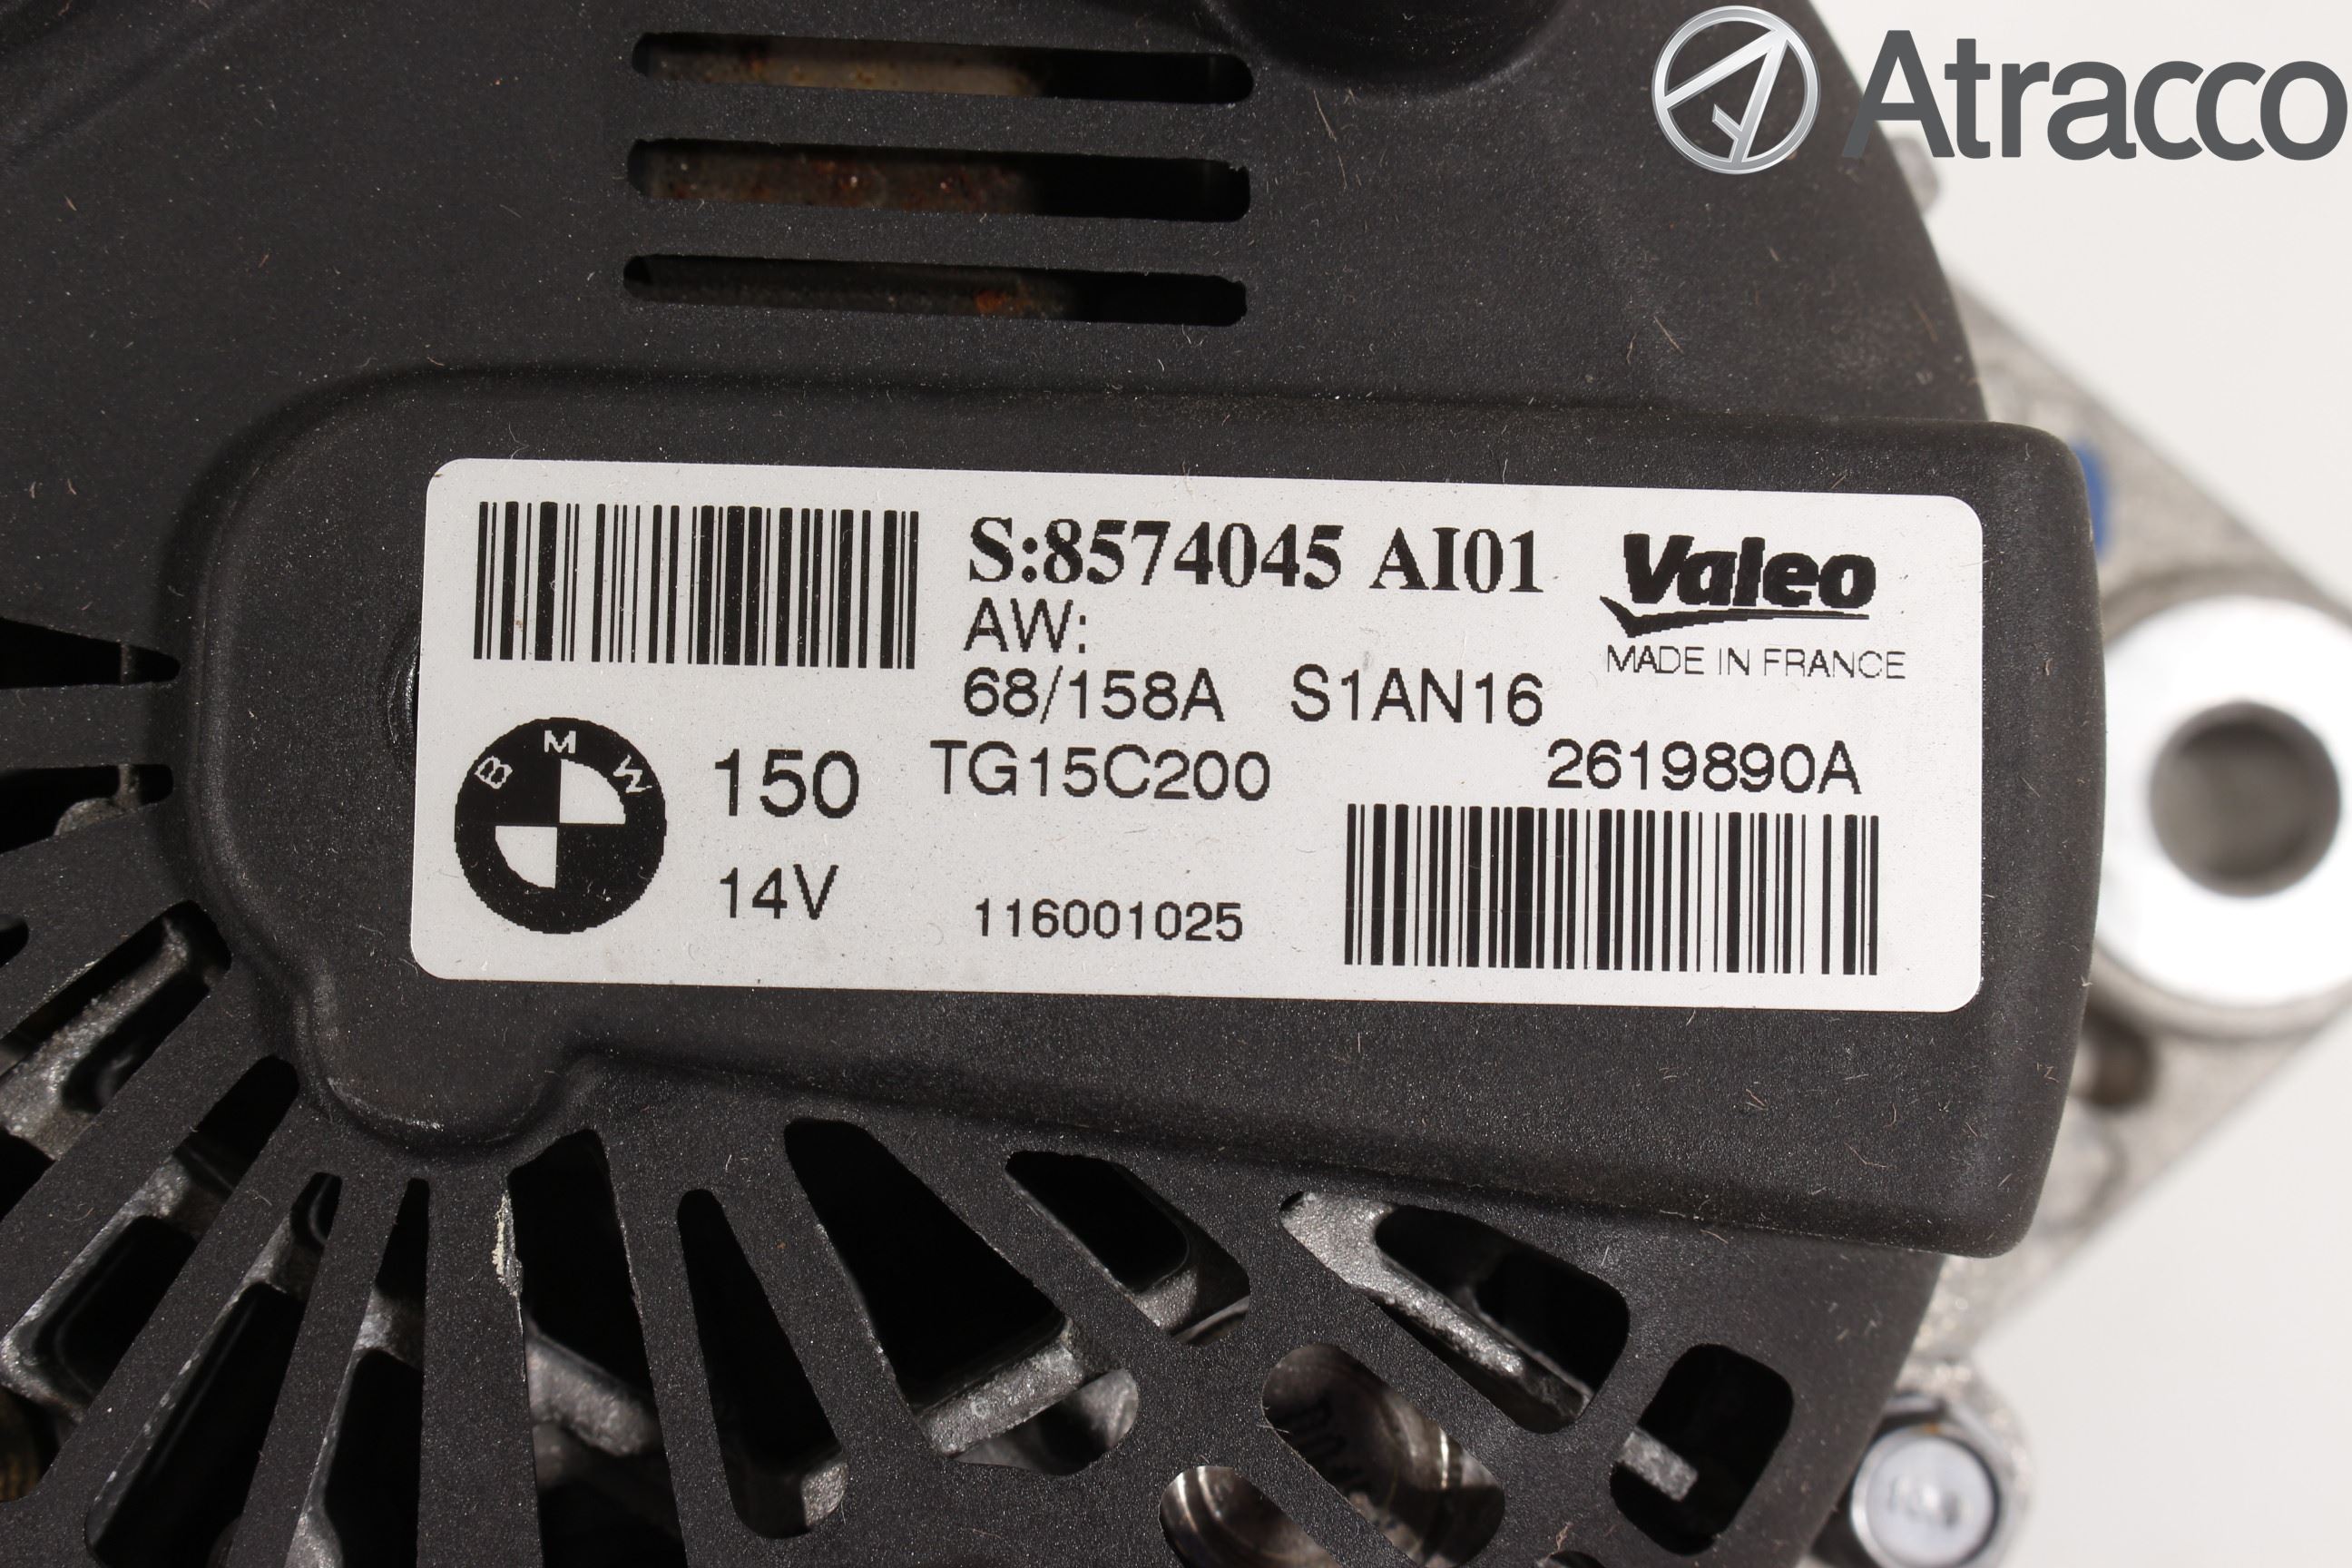 Atracco
S:8574045 AI01
AW:
68/158A S1AN16
Valeo
MADE IN FRANCE
BMW
150 TG15C200 2619890A
14V 116001025